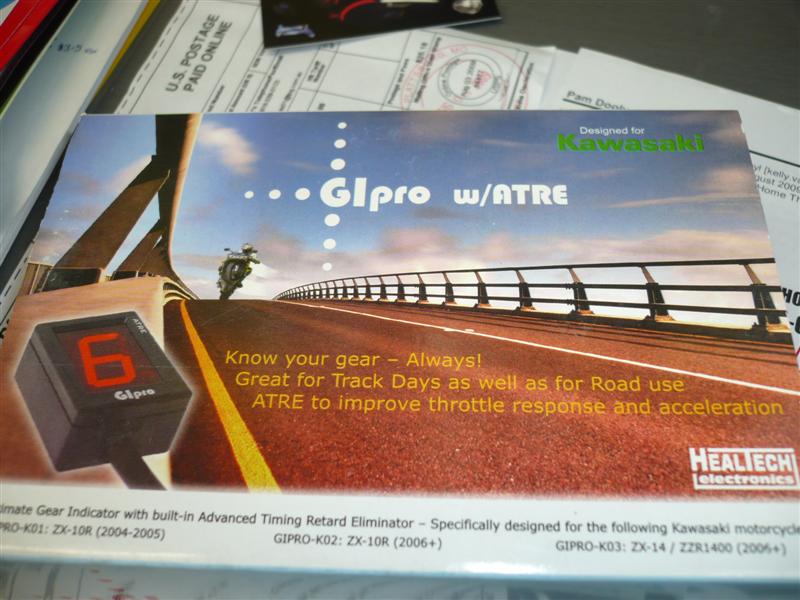 U.S. POSTAGE
PAID ONLINE
Pam
Designed for
Kawasaki
GIpro w/ATRE
ATRE
6
GIpro
Know your gear – Always!
Great for Track Days as well as for Road use
ATRE to improve throttle response and acceleration
HEALTECH
electronics
Gear Indicator with built-in Advanced Timing Retard Eliminator – Specifically designed for the following Kawasaki
PRO-K01: ZX-10R (2004-2005)
GIPRO-K02: ZX-10R (2006+)
GIPRO-K03: ZX-14 / ZZR1400 (2006+)